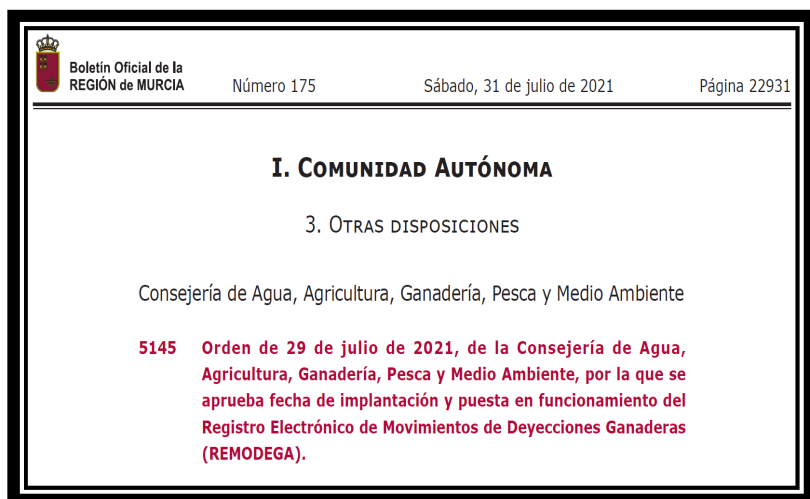 Boletín Oficial de la
REGIÓN de MURCIA
Número 175
Sábado, 31 de julio de 2021
Página 22931
I. COMUNIDAD AUTÓNOMA
3. OTRAS DISPOSICIONES
Consejería de Agua, Agricultura, Ganadería, Pesca y Medio Ambiente
5145 Orden de 29 de julio de 2021, de la Consejería de Agua,
Agricultura, Ganadería, Pesca y Medio Ambiente, por la que se
aprueba fecha de implantación y puesta en funcionamiento del
Registro Electrónico de Movimientos de Deyecciones Ganaderas
(REMODEGA).